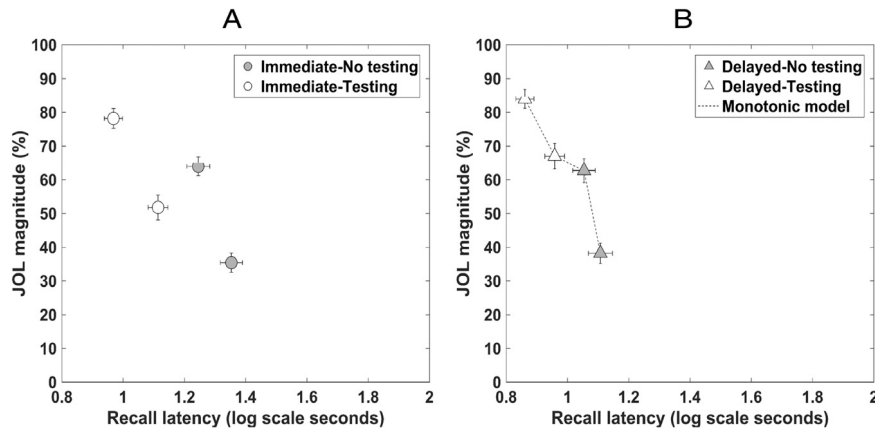 A
JOL magnitude (%)
100
90
80
70
60
50
40
30
20
10
0
0.8 1 1.2 1.4 1.6 1.8 2
Recall latency (log scale seconds)
Immediate-No testing
Immediate-Testing
B
JOL magnitude (%)
100
90
80
70
60
50
40
30
20
10
0
0.8 1 1.2 1.4 1.6 1.8 2
Recall latency (log scale seconds)
Delayed-No testing
Delayed-Testing
Monotonic model